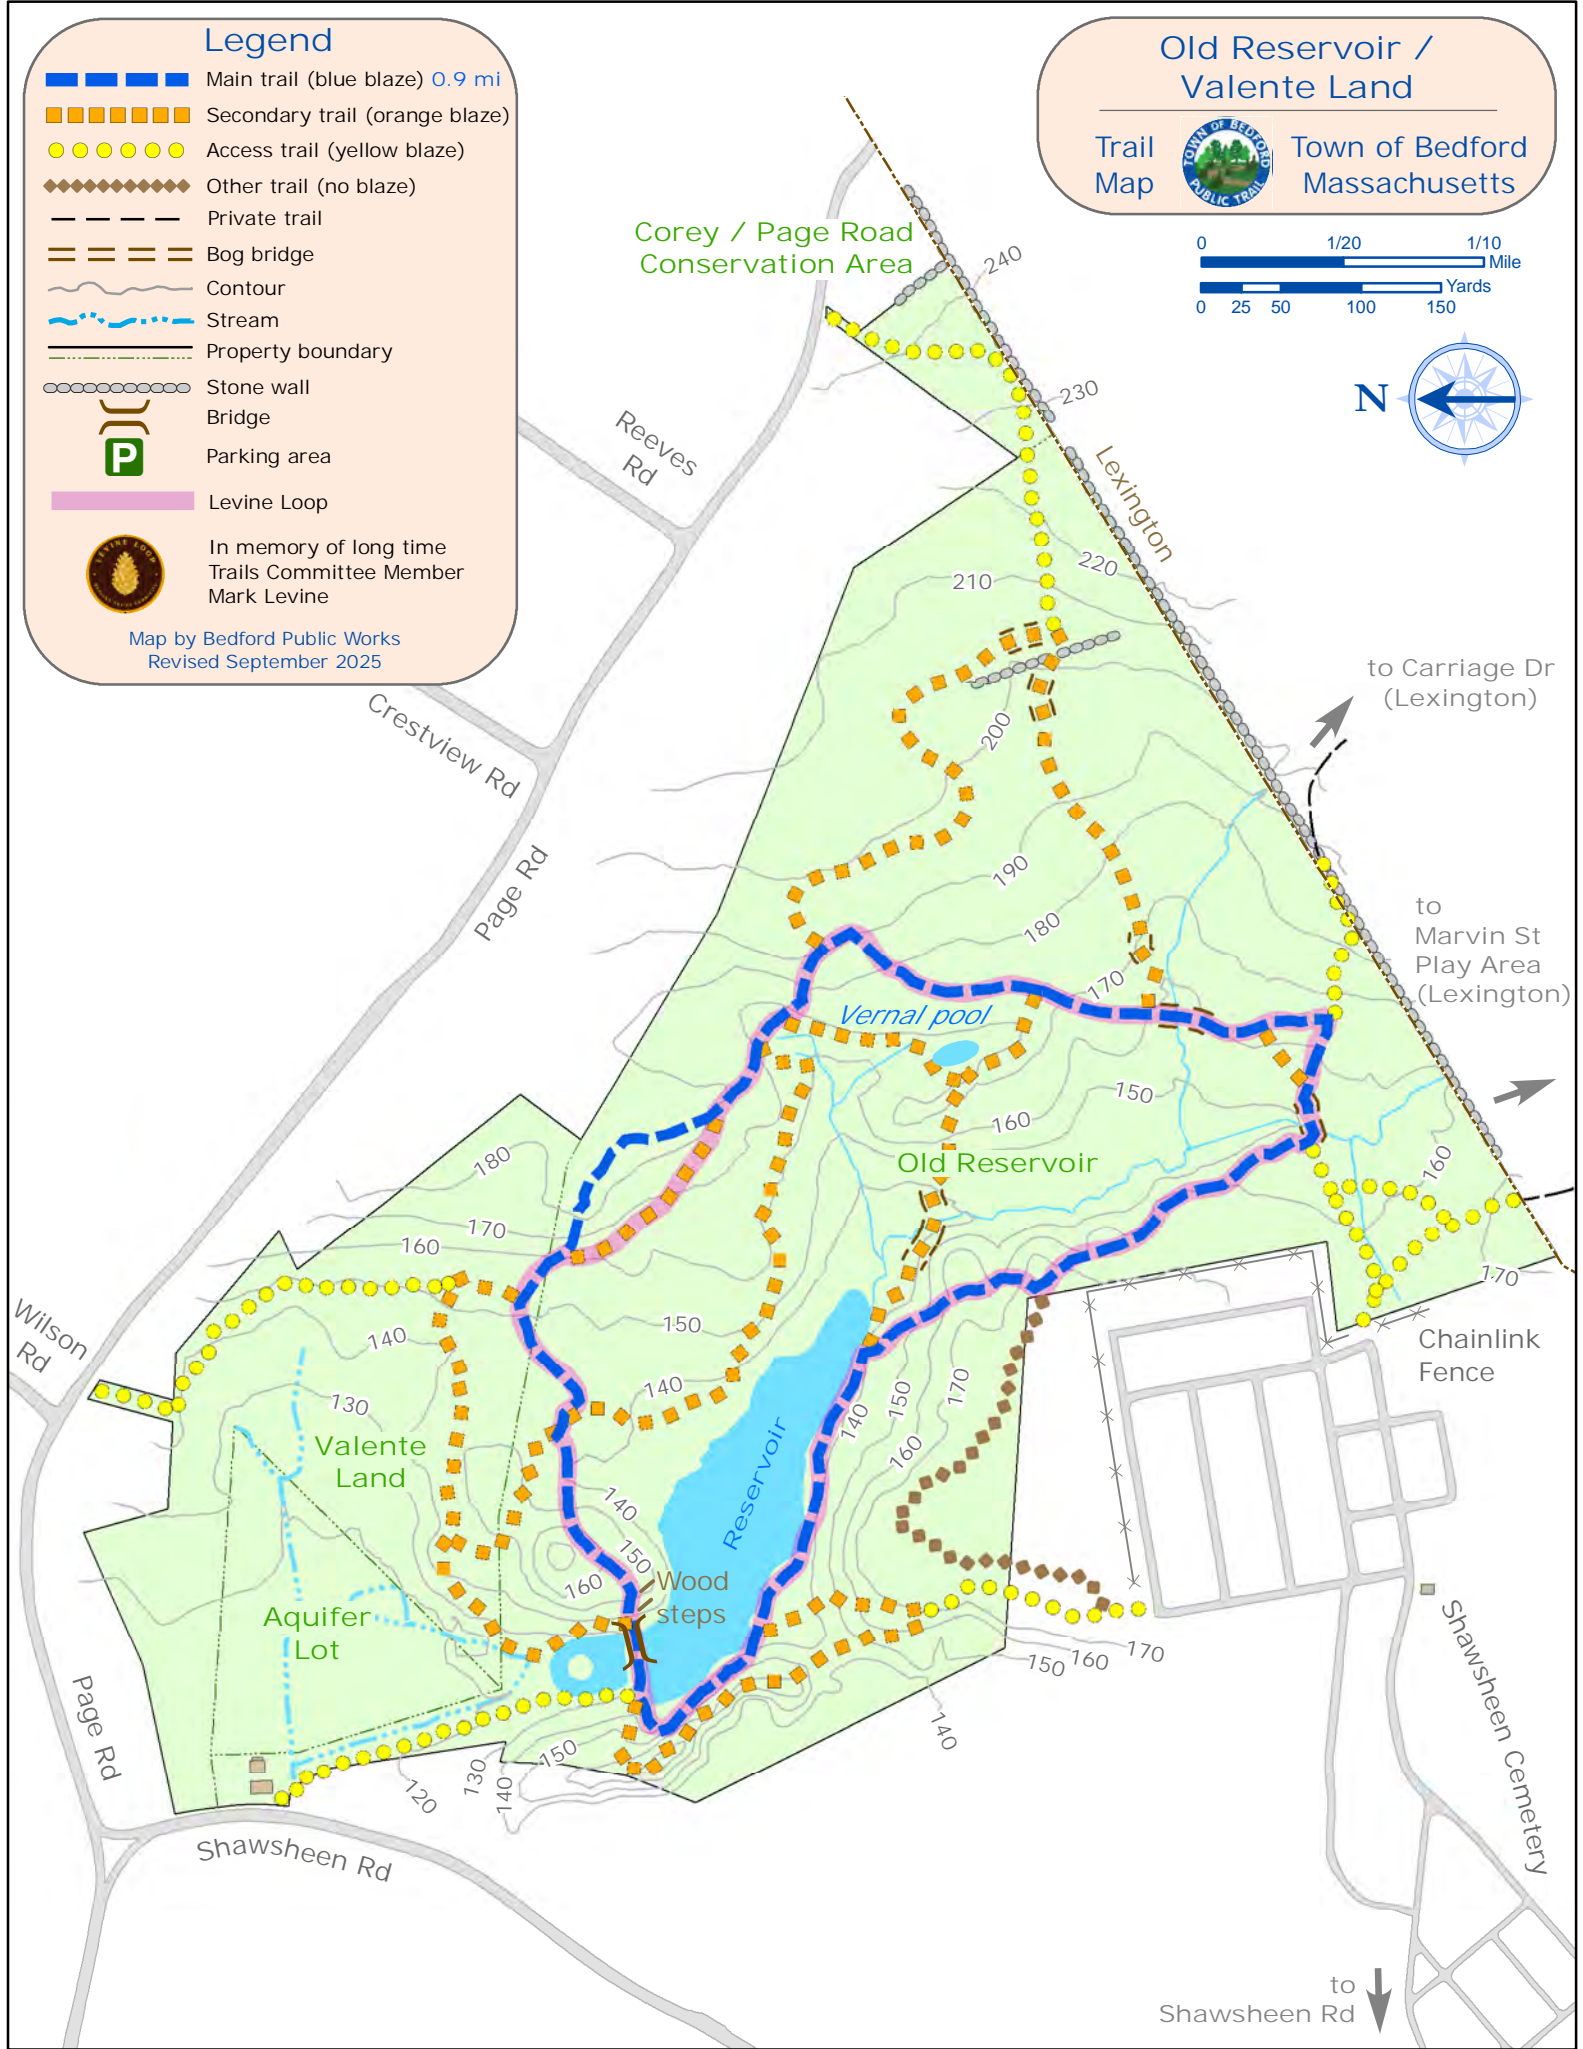 Legend
Main trail (blue blaze) 0.9 mi
Secondary trail (orange blaze)
Access trail (yellow blaze)
Other trail (no blaze)
Private trail
Bog bridge
Contour
Stream
Property boundary
Stone wall
Bridge
P
Parking area
Levine Loop
LEVINE LOOP
In memory of long time
Trails Committee Member
Mark Levine
Map by Bedford Public Works
Revised September 2025
Old Reservoir /
Valente Land
Trail
Map
TOWN OF BEDFORD
PUBLIC TRAIL
Town of Bedford
Massachusetts
0 1/20 1/10
Mile
Yards
0 25 50 100 150
N
Corey / Page Road
Conservation Area
240
230
Reeves
Rd
Lexington
220
210
to Carriage Dr
(Lexington)
Crestview Rd
200
Page Rd
190
180
to
Marvin St
Play Area
(Lexington)
170
Vernal pool
150
160
Old Reservoir
160
180
170
160
170
Wilson
Rd
140
150
Chainlink
Fence
130
140
170
150
140
160
Valente
Land
Reservoir
140
150
160
Wood
steps
Aquifer
Lot
Shawsheen Cemetery
170
160
150
140
Page Rd
150
130
140
120
Shawsheen Rd
to
Shawsheen Rd